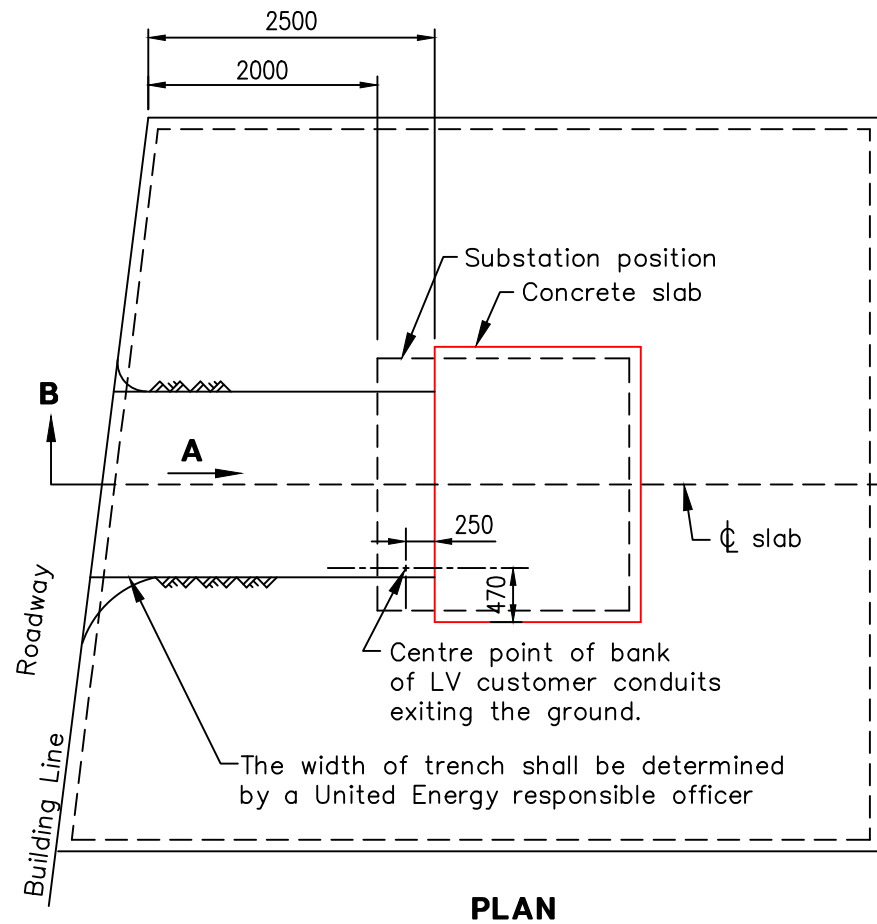 2500
2000
Substation position
Concrete slab
B
A
250
℄ slab
470
Roadway
Centre point of bank
of LV customer conduits
exiting the ground.
The width of trench shall be determined
by a United Energy responsible officer
Building Line
PLAN